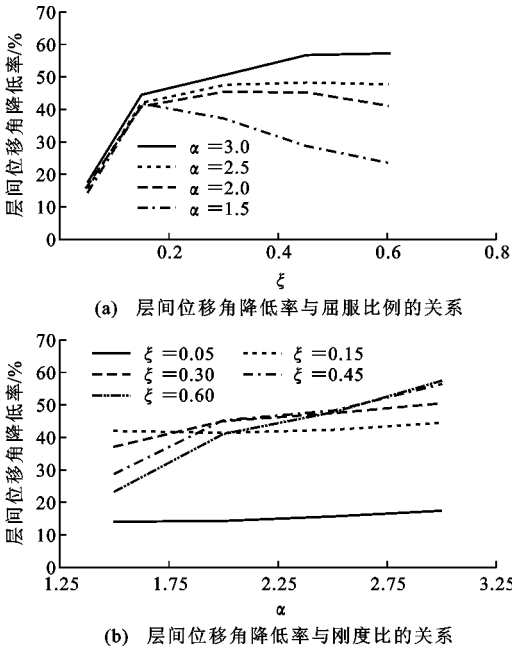 70
60
50
40
30
20
10
0
层间位移角降低率/%
α =3.0
α =2.5
α =2.0
α =1.5
0.2 0.4 0.6 0.8
ξ
(a) 层间位移角降低率与屈服比例的关系
ξ =0.05 ξ =0.15
ξ =0.30 ξ =0.45
ξ =0.60
70
60
50
40
30
20
10
0
层间位移角降低率/%
1.25 1.75 2.25 2.75 3.25
α
(b) 层间位移角降低率与刚度比的关系